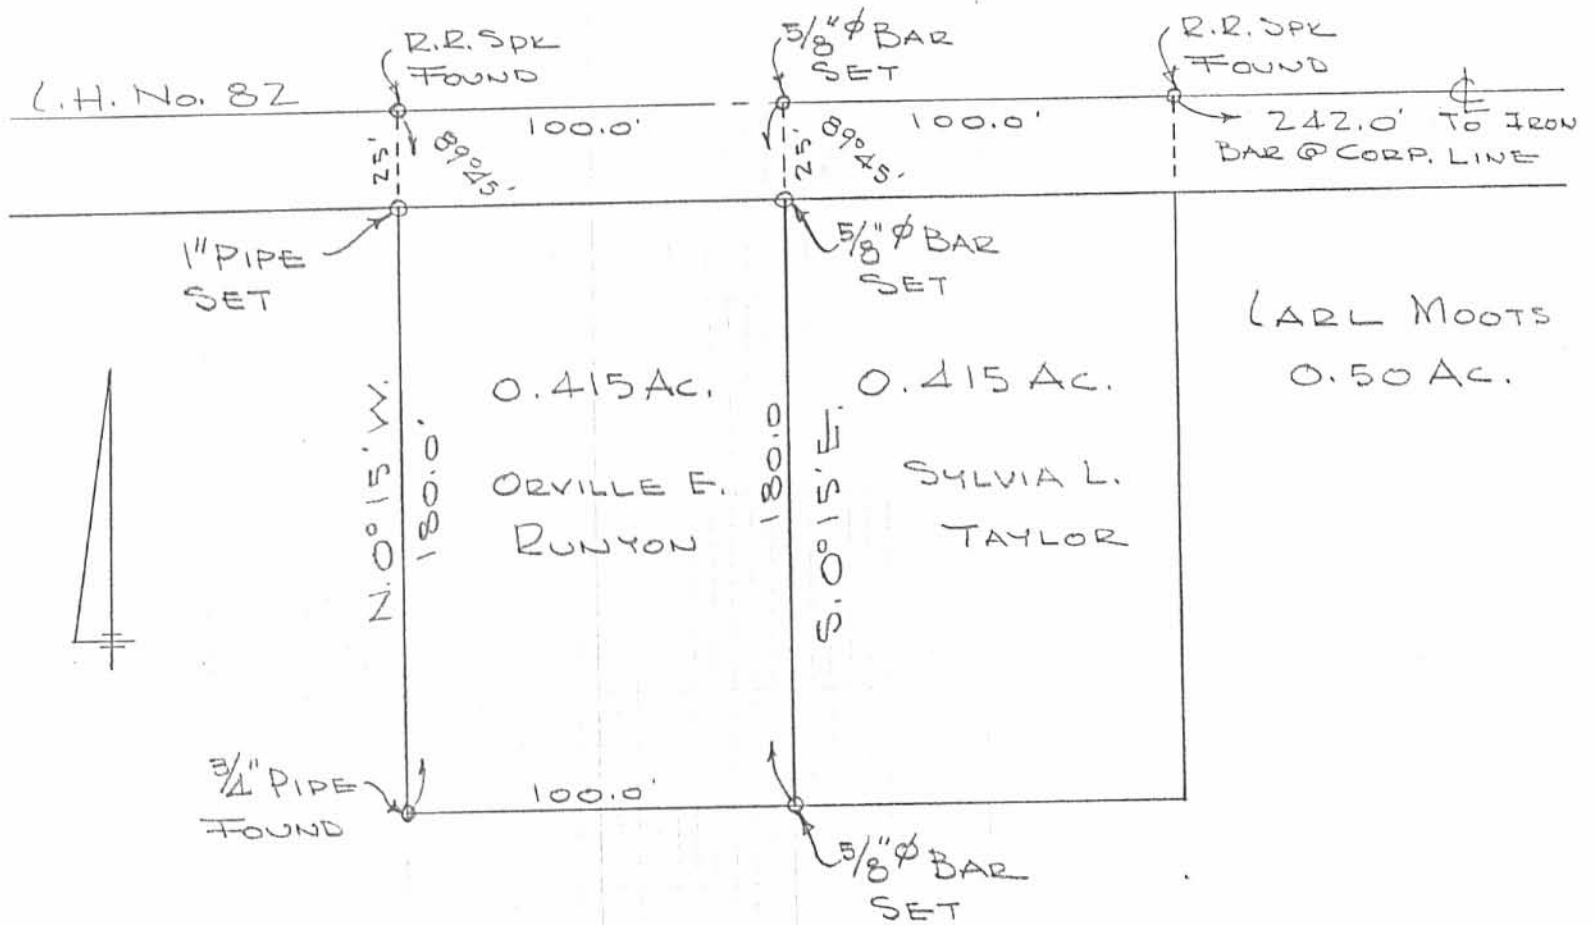 R.R. SPK
FOUND
5/8" ϕ BAR
SET
R.R. SPK
FOUND
C.H. No. 82
100.0'
100.0'
℄
242.0' TO IRON
BAR @ CORP. LINE
25'
89°45'
25'
89°45'
1" PIPE
SET
5/8" ϕ BAR
SET
CARL MOOTS
0.50 AC.
N. 0° 15' W.
180.0'
0.415 AC.
ORVILLE E.
RUNYON
180.0
S. 0° 15' E.
0.415 AC.
SYLVIA L.
TAYLOR
3/4" PIPE
FOUND
100.0'
5/8" ϕ BAR
SET